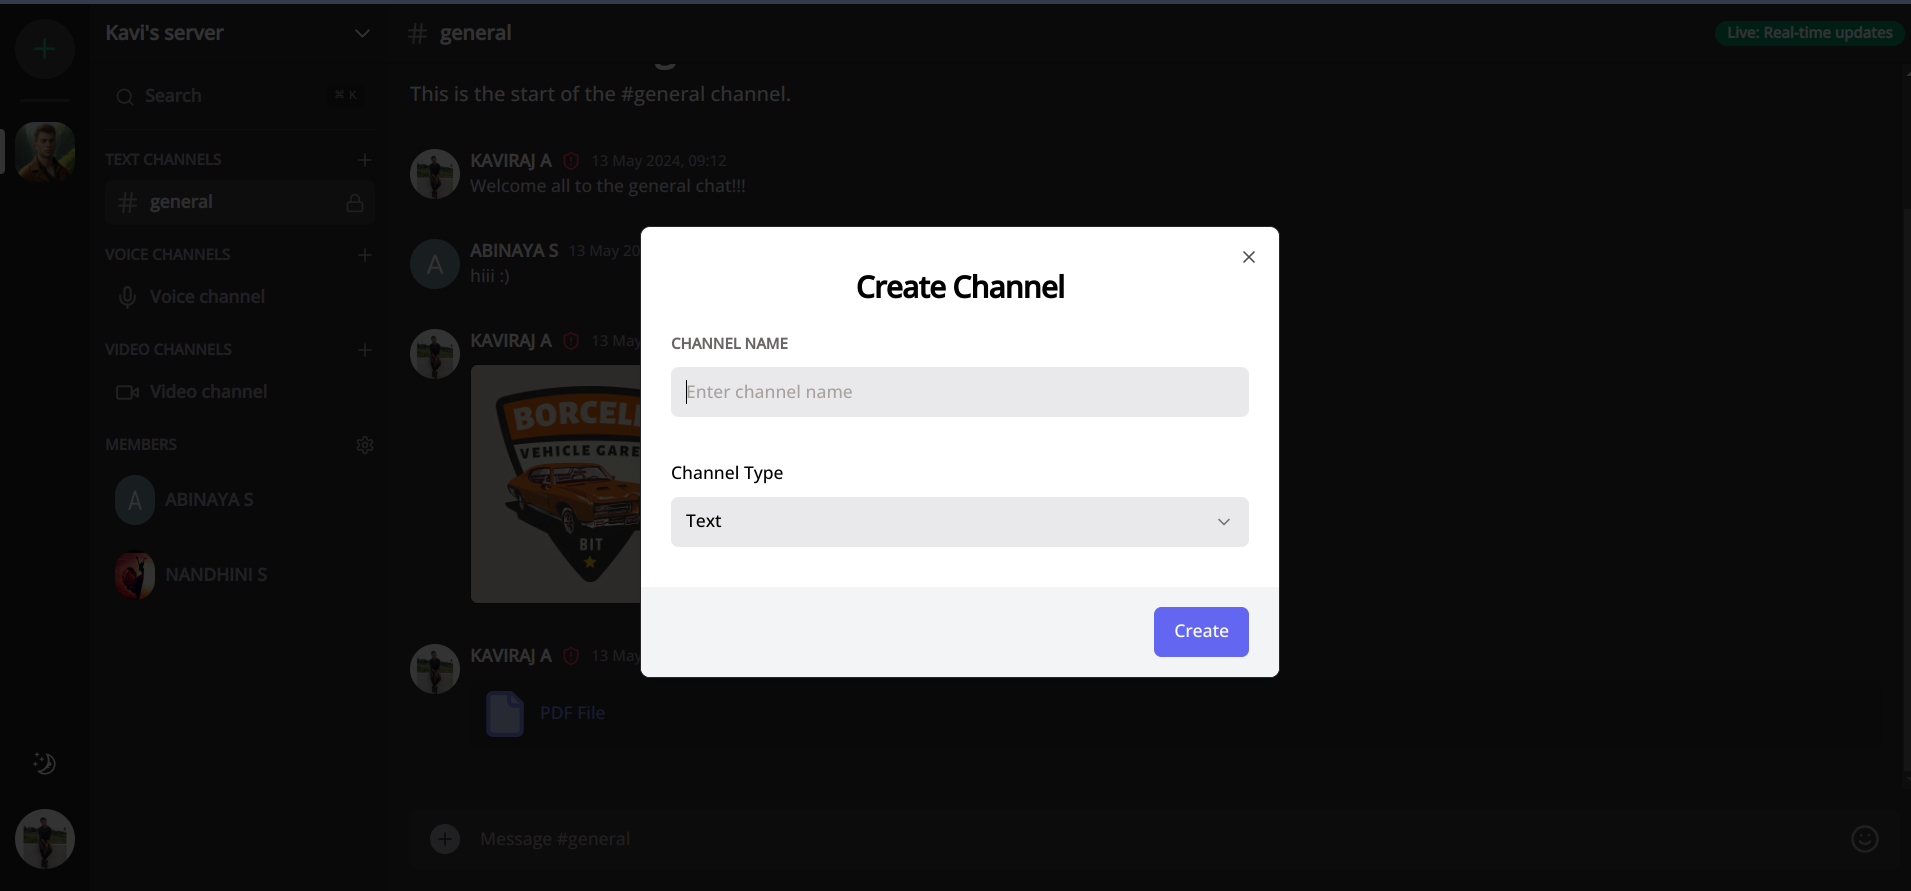 Kavi's server
# general
Live: Real-time updates
Search
⌘ K
This is the start of the #general channel.
TEXT CHANNELS
general
VOICE CHANNELS
Voice channel
VIDEO CHANNELS
Video channel
MEMBERS
A ABINAYA S
NANDHINI S
KAVIRAJ A 13 May 2024, 09:12
Welcome all to the general chat!!!
A
ABINAYA S 13 May 20
hiii :)
KAVIRAJ A 13 May
VEHICLE
BIT
KAVIRAJ A 13 May
PDF File
Message #general
Create Channel
CHANNEL NAME
Enter channel name
Channel Type
Text
Create